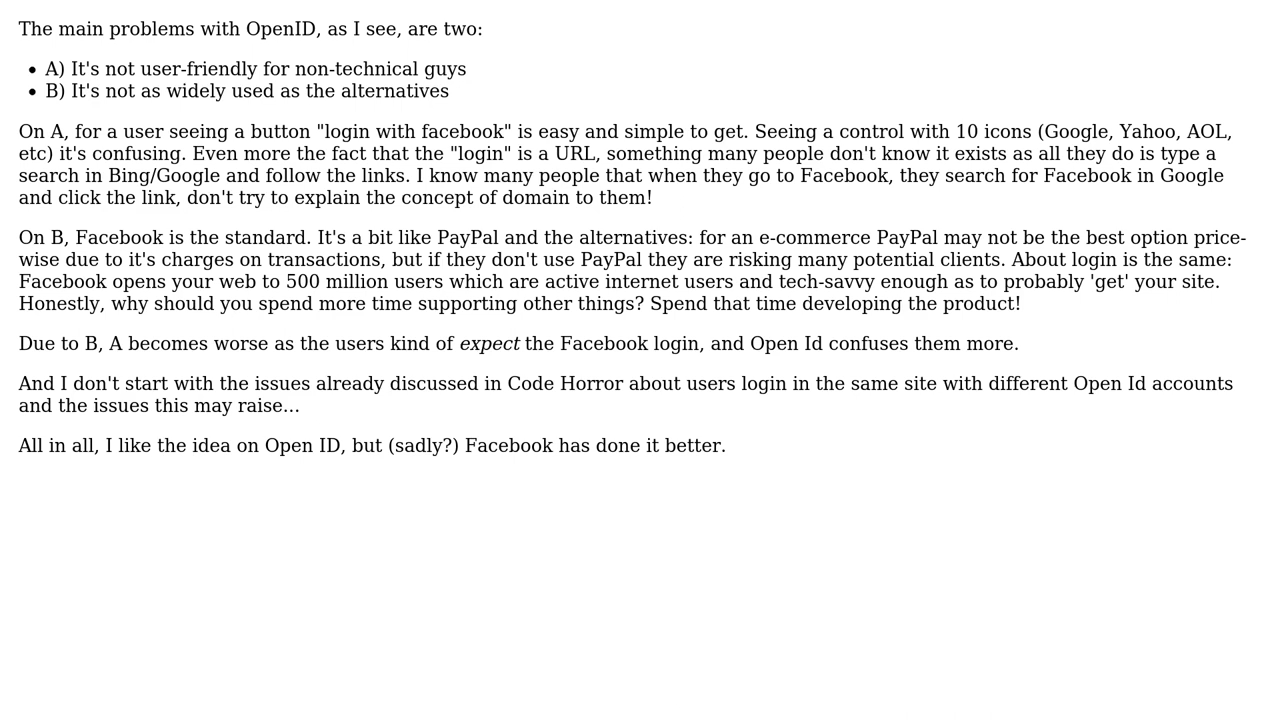 The main problems with OpenID, as I see, are two:
• A) It's not user-friendly for non-technical guys
• B) It's not as widely used as the alternatives
On A, for a user seeing a button "login with facebook" is easy and simple to get. Seeing a control with 10 icons (Google, Yahoo, AOL,
etc) it's confusing. Even more the fact that the "login" is a URL, something many people don't know it exists as all they do is type a
search in Bing/Google and follow the links. I know many people that when they go to Facebook, they search for Facebook in Google
and click the link, don't try to explain the concept of domain to them!
On B, Facebook is the standard. It's a bit like PayPal and the alternatives: for an e-commerce PayPal may not be the best option price-
wise due to it's charges on transactions, but if they don't use PayPal they are risking many potential clients. About login is the same:
Facebook opens your web to 500 million users which are active internet users and tech-savvy enough as to probably 'get' your site.
Honestly, why should you spend more time supporting other things? Spend that time developing the product!
Due to B, A becomes worse as the users kind of expect the Facebook login, and Open Id confuses them more.
And I don't start with the issues already discussed in Code Horror about users login in the same site with different Open Id accounts
and the issues this may raise...
All in all, I like the idea on Open ID, but (sadly?) Facebook has done it better.